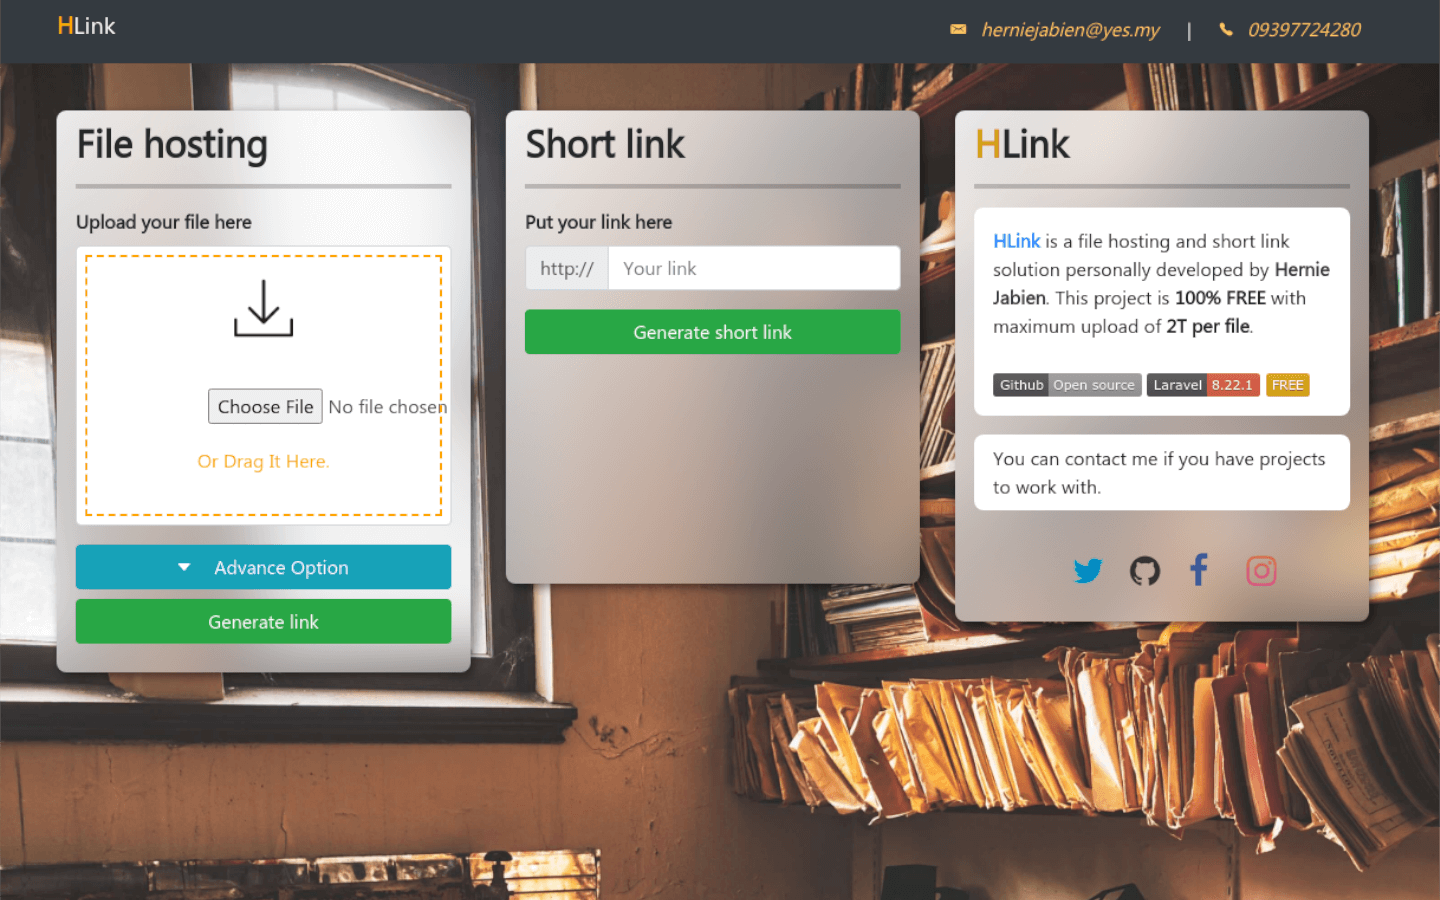 HLink
herniejabien@yes.my | 09397724280
File hosting
Upload your file here
Choose File No file chosen
Or Drag It Here.
Advance Option
Generate link
Short link
Put your link here
http:// Your link
Generate short link
HLink
HLink is a file hosting and short link
solution personally developed by Hernie
Jabien. This project is 100% FREE with
maximum upload of 2T per file.
Github Open source Laravel 8.22.1 FREE
You can contact me if you have projects
to work with.